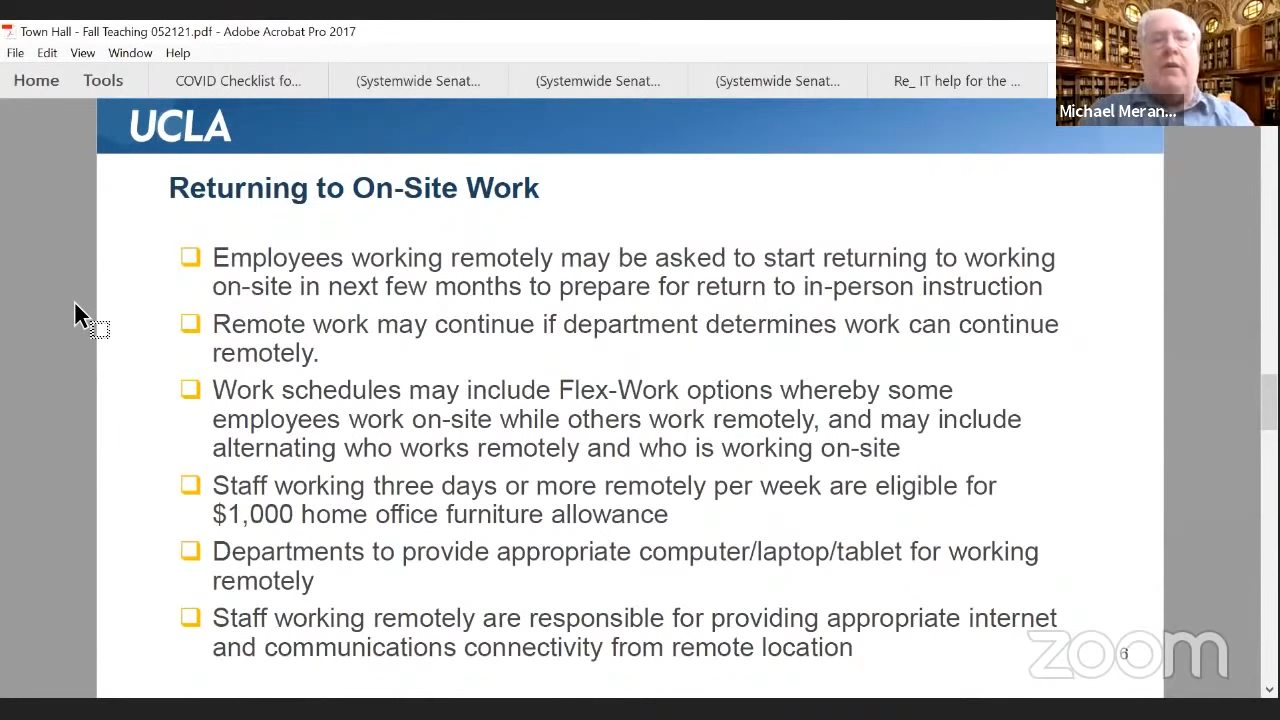 Town Hall - Fall Teaching 052121.pdf - Adobe Acrobat Pro 2017
File Edit View Window Help
Home Tools COVID Checklist fo... (Systemwide Senat... (Systemwide Senat... (Systemwide Senat... Re_ IT help for the ...
Michael Meran...
UCLA
Returning to On-Site Work
Employees working remotely may be asked to start returning to working
on-site in next few months to prepare for return to in-person instruction
Remote work may continue if department determines work can continue
remotely.
Work schedules may include Flex-Work options whereby some
employees work on-site while others work remotely, and may include
alternating who works remotely and who is working on-site
Staff working three days or more remotely per week are eligible for
$1,000 home office furniture allowance
Departments to provide appropriate computer/laptop/tablet for working
remotely
Staff working remotely are responsible for providing appropriate internet
and communications connectivity from remote location
zoom
6